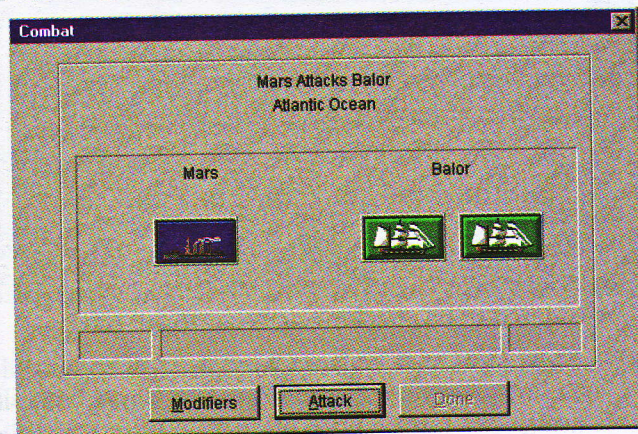 Combat
Mars Attacks Balor
Atlantic Ocean
Mars
Balor
Modifiers
Attack
Done